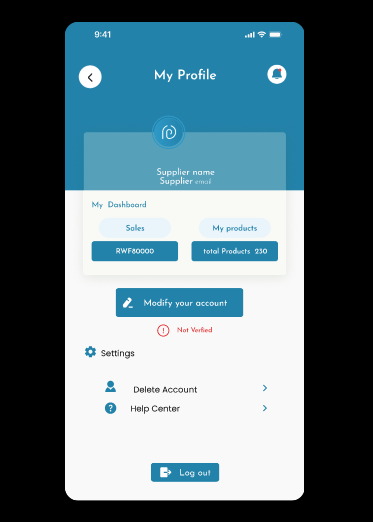 9:41
My Profile
Supplier name
Supplier email
My Dashboard
Sales My products
RWF80000 total Products 230
Modify your account
Not Verfied
Settings
Delete Account
Help Center
Log out